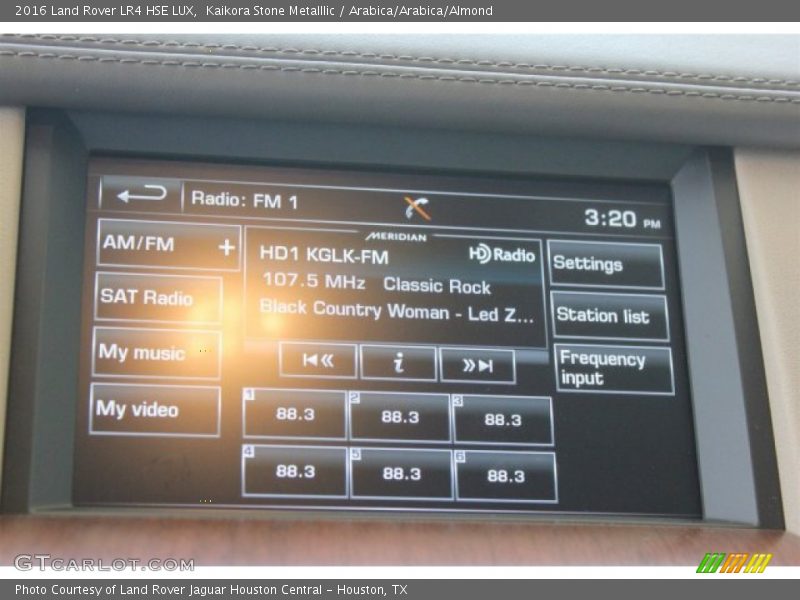 2016 Land Rover LR4 HSE LUX,  Kaikora Stone Metalllic / Arabica/Arabica/Almond
Radio: FM 1
3:20 PM
AM/FM +
SAT Radio
My music ...
My video
MERIDIAN
HD1 KGLK-FM
HD Radio
107.5 MHz Classic Rock
Black Country Woman - Led Z...
i
Settings
Station list
Frequency
input
1 88.3
2 88.3
3 88.3
4 88.3
5 88.3
6 88.3
...
GTCARLOT.COM
Photo Courtesy of Land Rover Jaguar Houston Central - Houston, TX